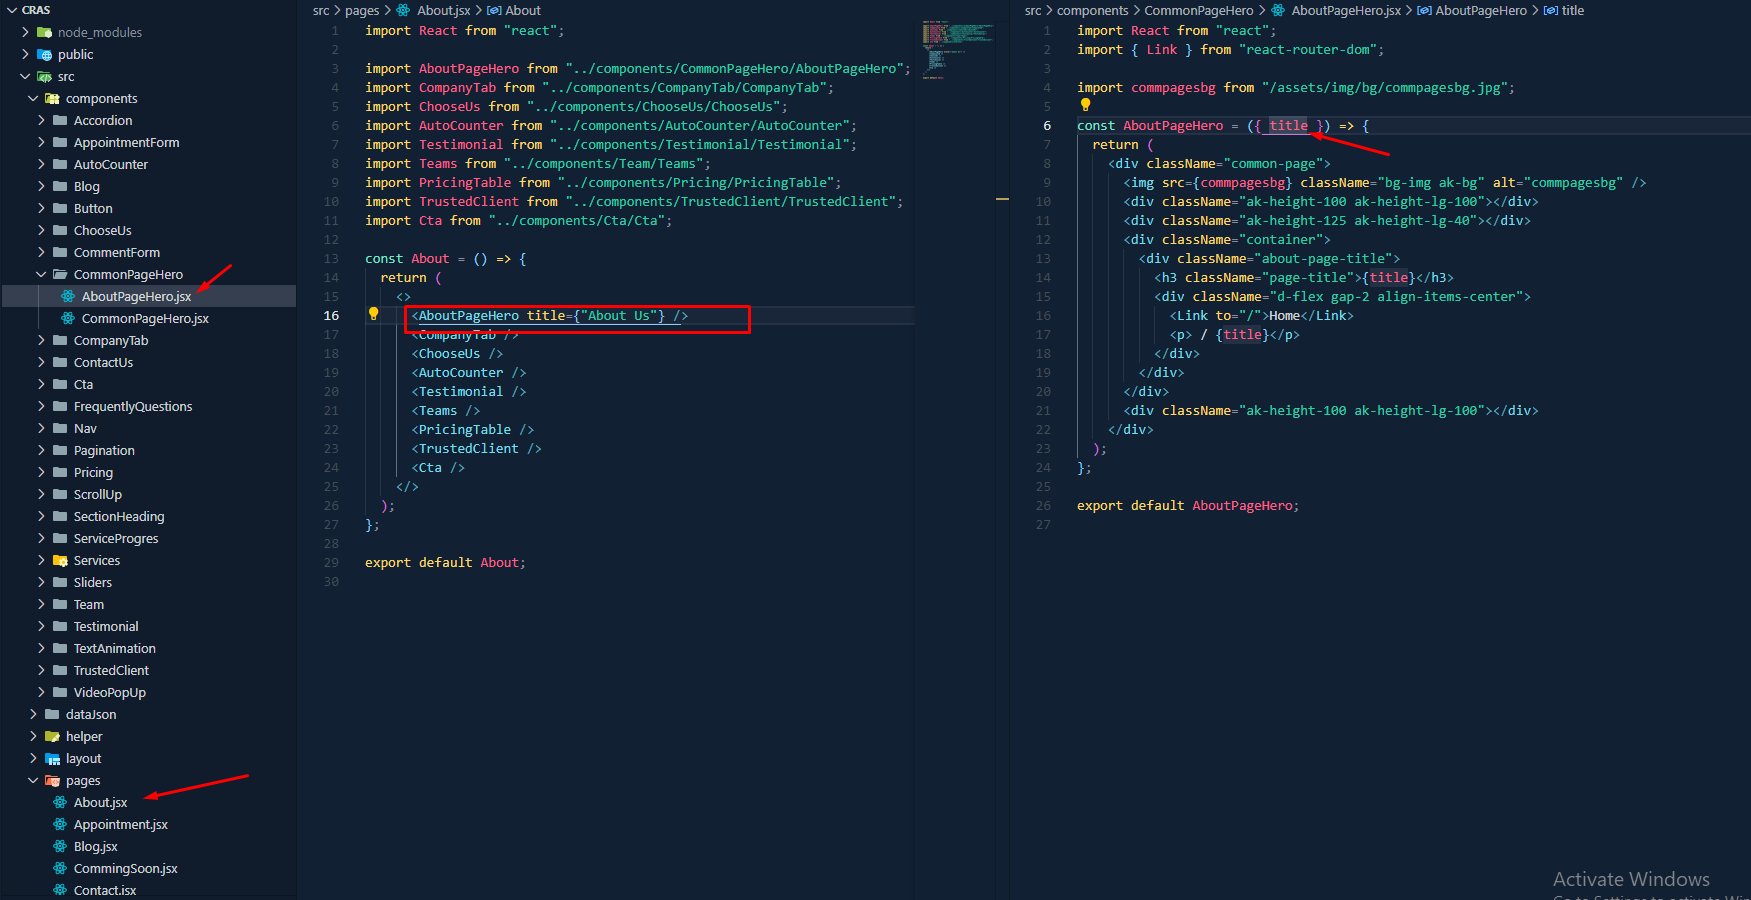 CRAS
node_modules
public
src
components
Accordion
AppointmentForm
AutoCounter
Blog
Button
ChooseUs
CommentForm
CommonPageHero
AboutPageHero.jsx
CommonPageHero.jsx
CompanyTab
ContactUs
Cta
FrequentlyQuestions
Nav
Pagination
Pricing
ScrollUp
SectionHeading
ServiceProgres
Services
Sliders
Team
Testimonial
TextAnimation
TrustedClient
VideoPopUp
dataJson
helper
layout
pages
About.jsx
Appointment.jsx
Blog.jsx
CommingSoon.jsx
Contact.jsx
src > pages > About.jsx > About
1 import React from "react";
2
3 import AboutPageHero from "../components/CommonPageHero/AboutPageHero";
4 import CompanyTab from "../components/CompanyTab/CompanyTab";
5 import ChooseUs from "../components/ChooseUs/ChooseUs";
6 import AutoCounter from "../components/AutoCounter/AutoCounter";
7 import Testimonial from "../components/Testimonial/Testimonial";
8 import Teams from "../components/Team/Teams";
9 import PricingTable from "../components/Pricing/PricingTable";
10 import TrustedClient from "../components/TrustedClient/TrustedClient";
11 import Cta from "../components/Cta/Cta";
12
13 const About = () => {
14 return (
15 <>
16 <AboutPageHero title={"About Us"} />
17 <CompanyTab />
18 <ChooseUs />
19 <AutoCounter />
20 <Testimonial />
21 <Teams />
22 <PricingTable />
23 <TrustedClient />
24 <Cta />
25 </>
26 );
27 };
28
29 export default About;
30
src > components > CommonPageHero > AboutPageHero.jsx > AboutPageHero > title
1 import React from "react";
2 import { Link } from "react-router-dom";
3
4 import commpagesbg from "/assets/img/bg/commpagesbg.jpg";
5
6 const AboutPageHero = ({ title }) => {
7 return (
8 <div className="common-page">
9 <img src={commpagesbg} className="bg-img ak-bg" alt="commpagesbg" />
10 <div className="ak-height-100 ak-height-lg-100"></div>
11 <div className="ak-height-125 ak-height-lg-40"></div>
12 <div className="container">
13 <div className="about-page-title">
14 <h3 className="page-title">{title}</h3>
15 <div className="d-flex gap-2 align-items-center">
16 <Link to="/">Home</Link>
17 <p> / {title}</p>
18 </div>
19 </div>
20 </div>
21 <div className="ak-height-100 ak-height-lg-100"></div>
22 </div>
23 );
24 };
25
26 export default AboutPageHero;
27
Activate Windows